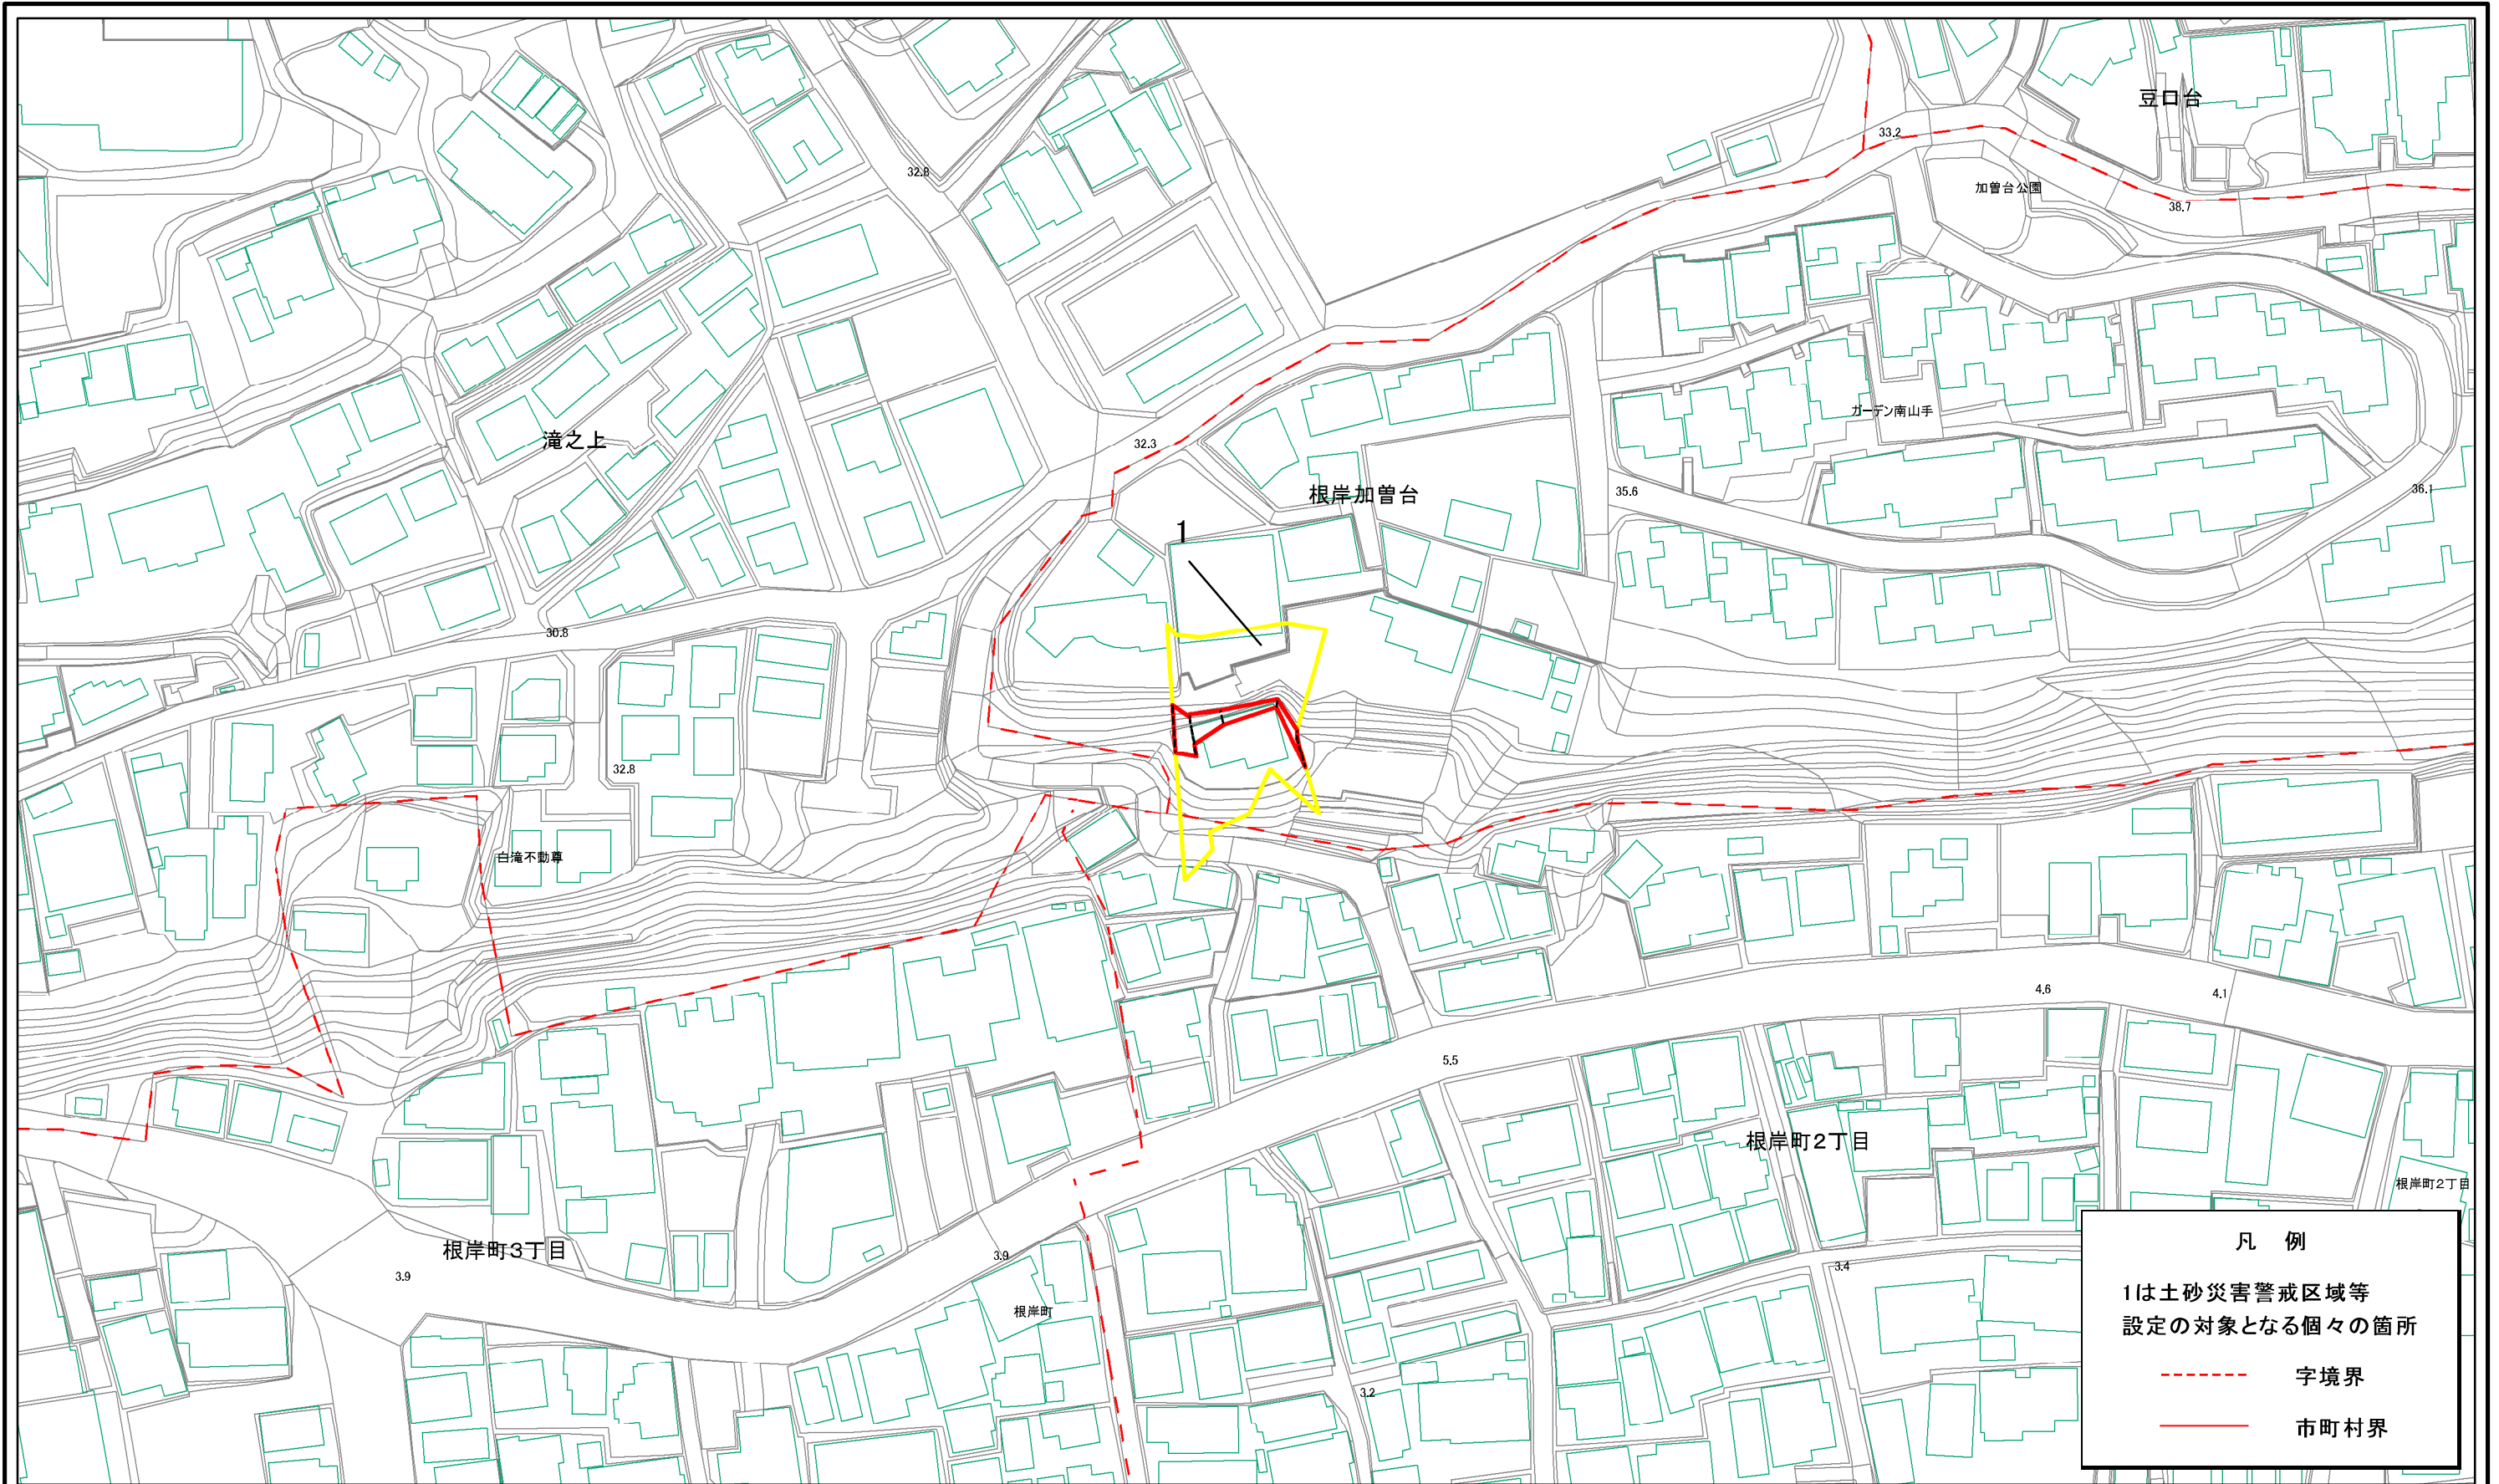 豆口台
33.2
32.8
加曽台公園
38.7
ガーデン南山手
滝之上
32.3
根岸加曽台
35.6
36.1
1
30.8
32.8
白滝不動尊
4.6
4.1
5.5
根岸町2丁目
根岸町2丁目
根岸町3丁目
3.9
3.9
3.4
根岸町
3.2
凡 例
1は土砂災害警戒区域等
設定の対象となる個々の箇所
字境界
市町村界